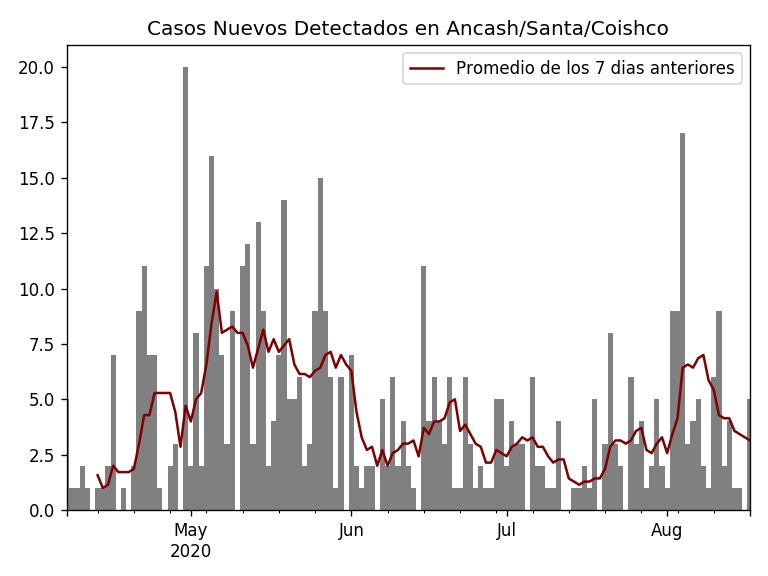 Casos Nuevos Detectados en Ancash/Santa/Coishco
Promedio de los 7 dias anteriores
20.0
17.5
15.0
12.5
10.0
7.5
5.0
2.5
0.0
May
2020
Jun
Jul
Aug